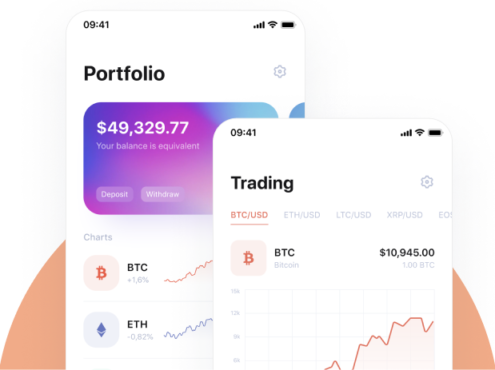 09:41
Portfolio
$49,329.77
Your balance is equivalent
Deposit Withdraw
Charts
BTC
+1,6%
ETH
-0,82%
09:41
Trading
BTC/USD ETH/USD LTC/USD XRP/USD EOS
BTC $10,945.00
Bitcoin 1.00 BTC
15k
12k
9k
6k